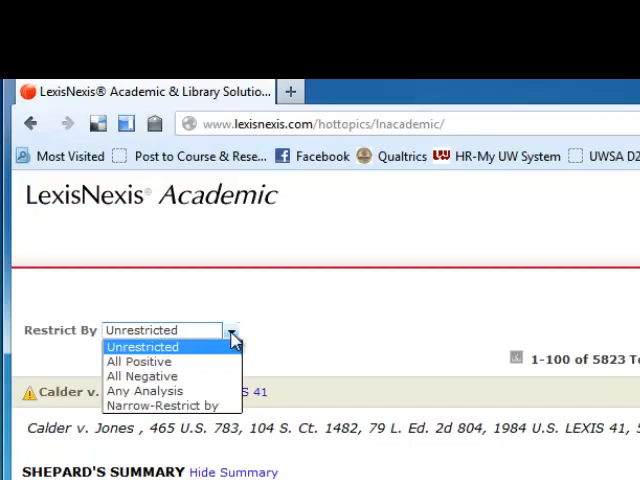 LexisNexis® Academic & Library Solutio...
www.lexisnexis.com/hottopics/lnacademic/
Most Visited Post to Course & Rese... Facebook Qualtrics HR-My UW System UWSA D2
LexisNexis® Academic
Restrict By Unrestricted
Unrestricted
All Positive
1-100 of 5823 To
All Negative
Any Analysis
Calder v. S 41
Narrow-Restrict by
Calder v. Jones , 465 U.S. 783, 104 S. Ct. 1482, 79 L. Ed. 2d 804, 1984 U.S. LEXIS 41, 5
SHEPARD'S SUMMARY Hide Summary